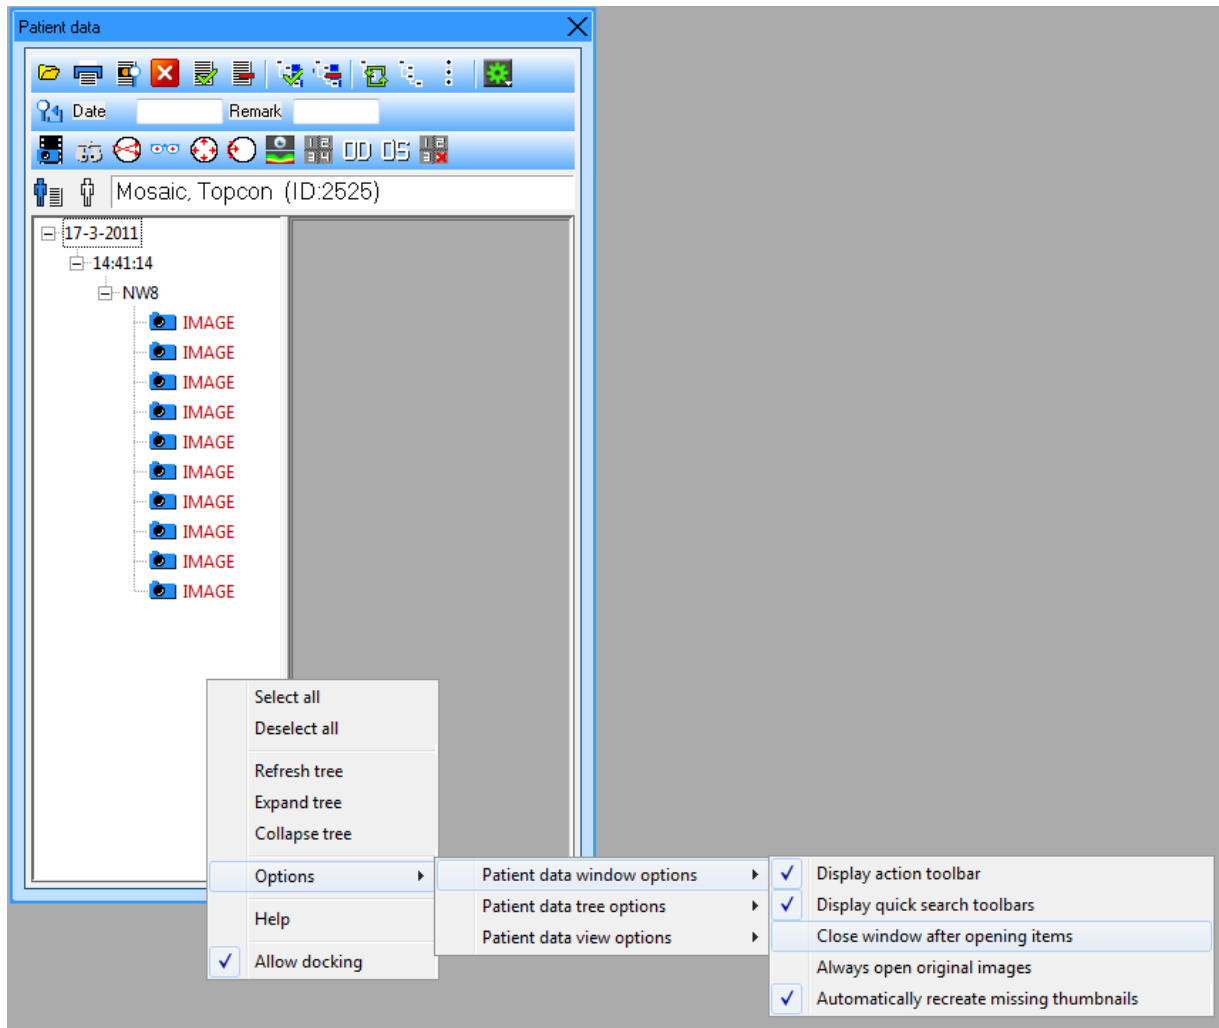 Patient data
Date Remark
OD OS
Mosaic, Topcon (ID:2525)
17-3-2011
14:41:14
NW8
IMAGE
IMAGE
IMAGE
IMAGE
IMAGE
IMAGE
IMAGE
IMAGE
IMAGE
IMAGE
Select all
Deselect all
Refresh tree
Expand tree
Collapse tree
Options
Help
Allow docking
Patient data window options
Patient data tree options
Patient data view options
Display action toolbar
Display quick search toolbars
Close window after opening items
Always open original images
Automatically recreate missing thumbnails